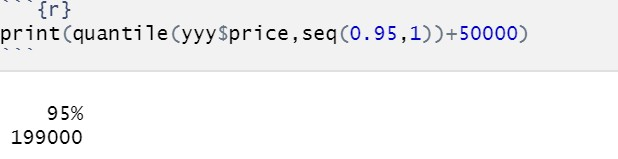 ```{r}
print(quantile(yyy$price,seq(0.95,1))+50000)
```
95%
199000